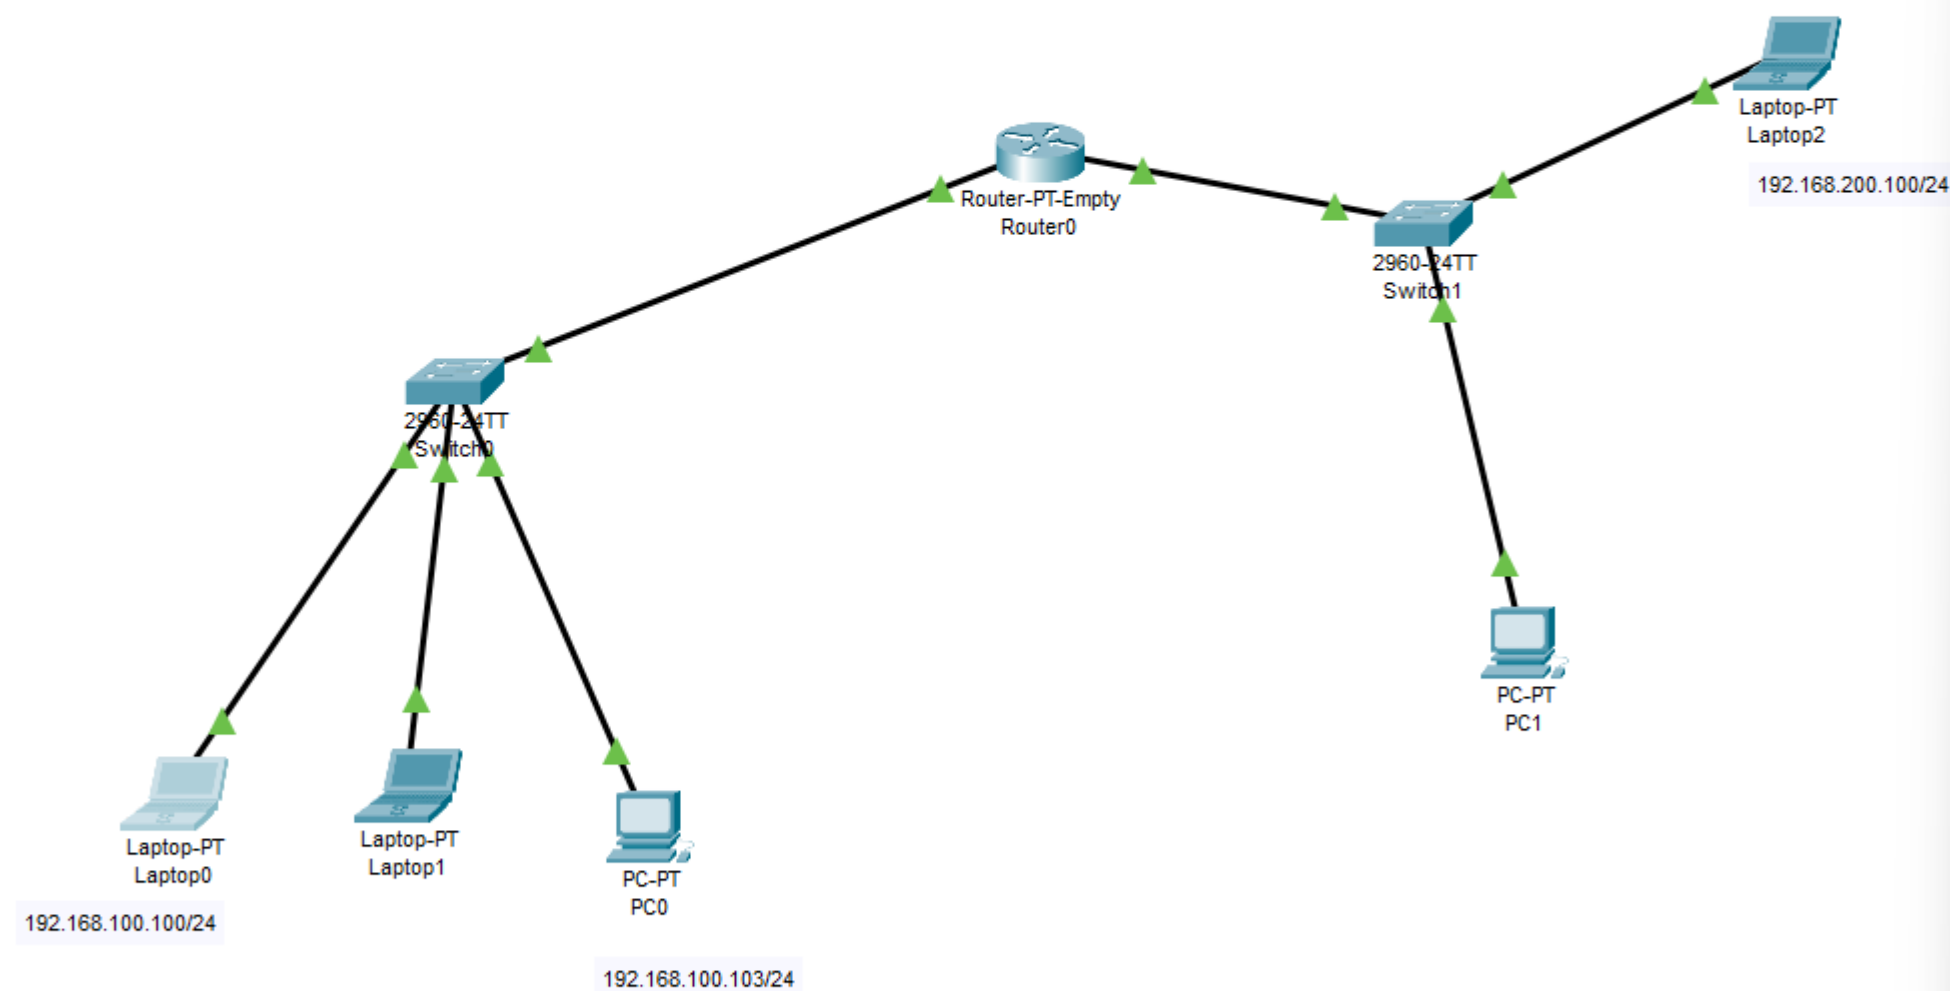 Laptop-PT
Laptop2
192.168.200.100/24
Router-PT-Empty
Router0
2960-24TT
Switch1
2960-24TT
Switch0
PC-PT
PC1
Laptop-PT
Laptop0
192.168.100.100/24
Laptop-PT
Laptop1
PC-PT
PC0
192.168.100.103/24